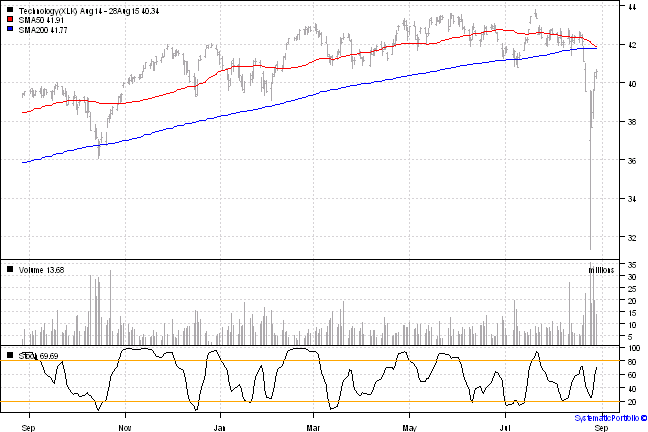 Technology(XLK) Aug14 - 28Aug15 40.34
SMA50 41.91
SMA200 41.77
44
42
40
38
36
34
32
Volume 13.68
millions
35
30
25
20
15
10
5
Stoch 69.69
100
80
60
40
20
Sep Nov Jan Mar May Jul Sep
SystematicPortfolio ©